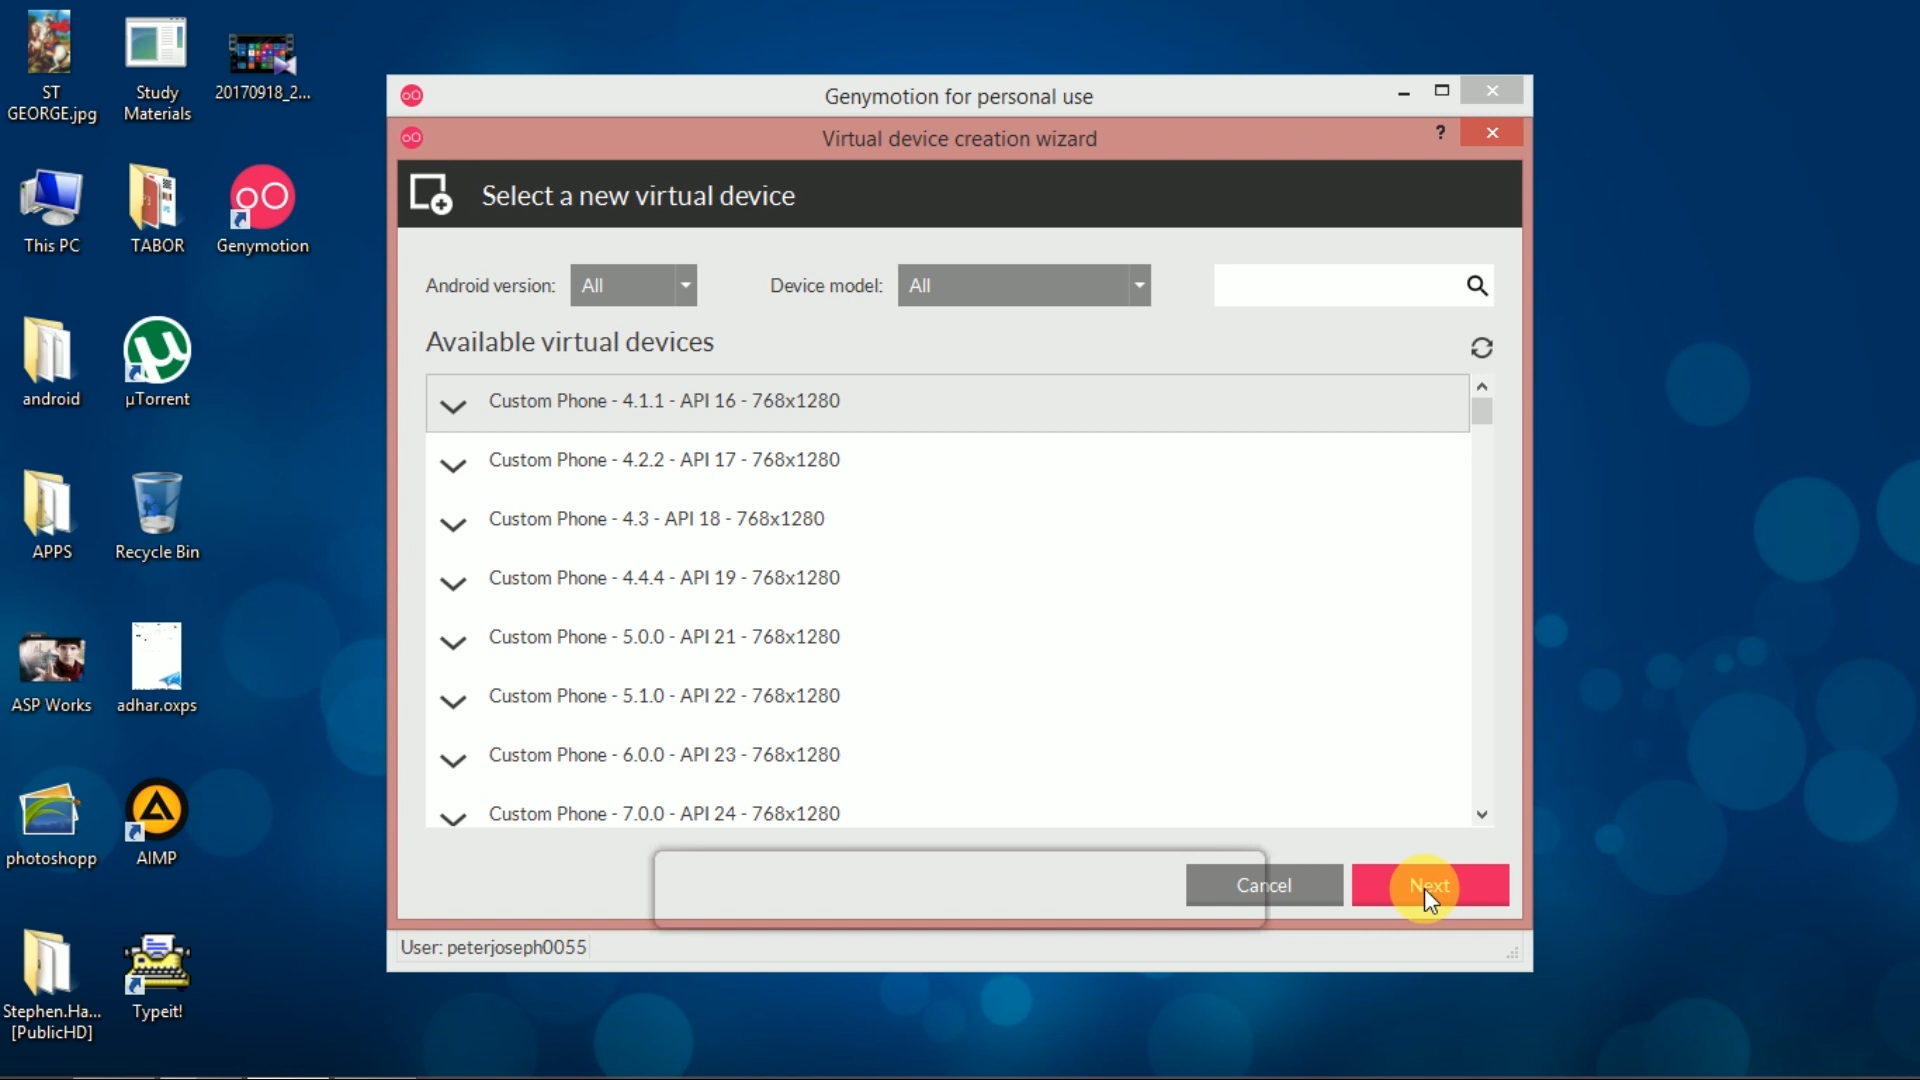 ST
GEORGE.jpg
Study
Materials
20170918_2...
This PC
TABOR
Genymotion
android
µTorrent
APPS
Recycle Bin
ASP Works
adhar.oxps
photoshopp
AIMP
Stephen.Ha...
[PublicHD]
Typeit!
Genymotion for personal use
Virtual device creation wizard
?
Select a new virtual device
Android version: All
Device model: All
Available virtual devices
Custom Phone - 4.1.1 - API 16 - 768x1280
Custom Phone - 4.2.2 - API 17 - 768x1280
Custom Phone - 4.3 - API 18 - 768x1280
Custom Phone - 4.4.4 - API 19 - 768x1280
Custom Phone - 5.0.0 - API 21 - 768x1280
Custom Phone - 5.1.0 - API 22 - 768x1280
Custom Phone - 6.0.0 - API 23 - 768x1280
Custom Phone - 7.0.0 - API 24 - 768x1280
Cancel
Next
User: peterjoseph0055